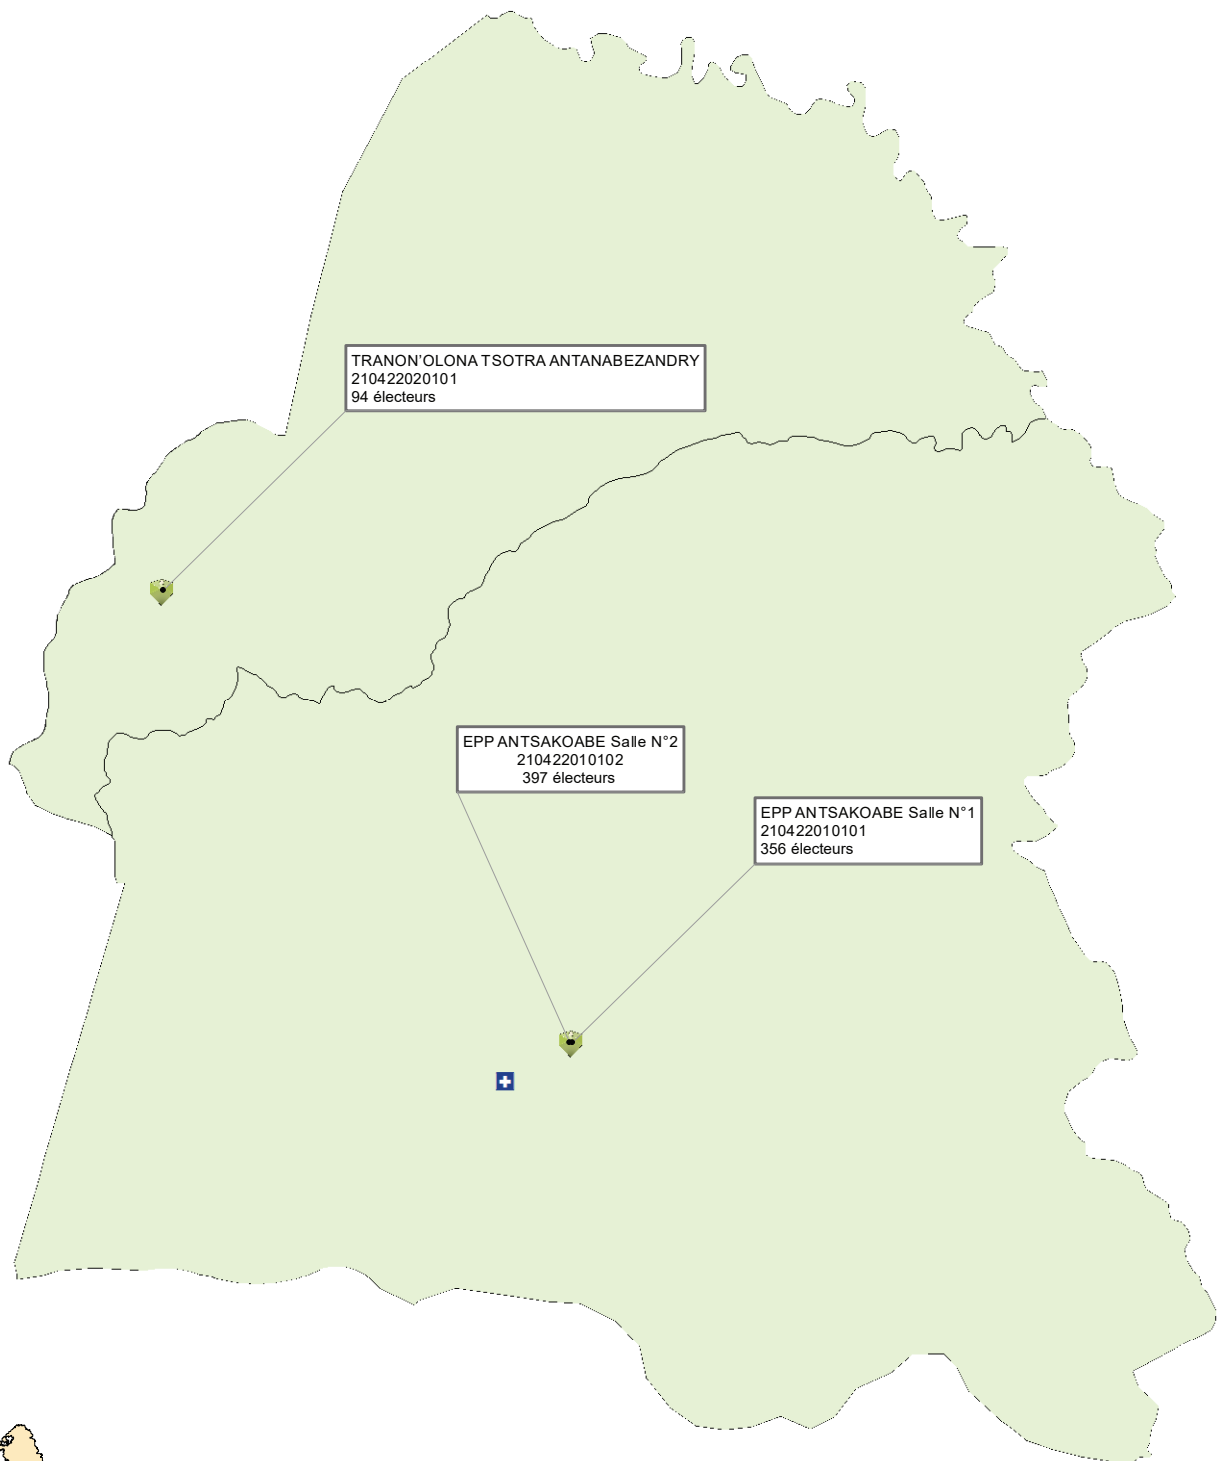 TRANON'OLONA TSOTRA ANTANABEZANDRY
210422020101
94 électeurs
EPP ANTSAKOABE Salle N°2
210422010102
397 électeurs
EPP ANTSAKOABE Salle N°1
210422010101
356 électeurs